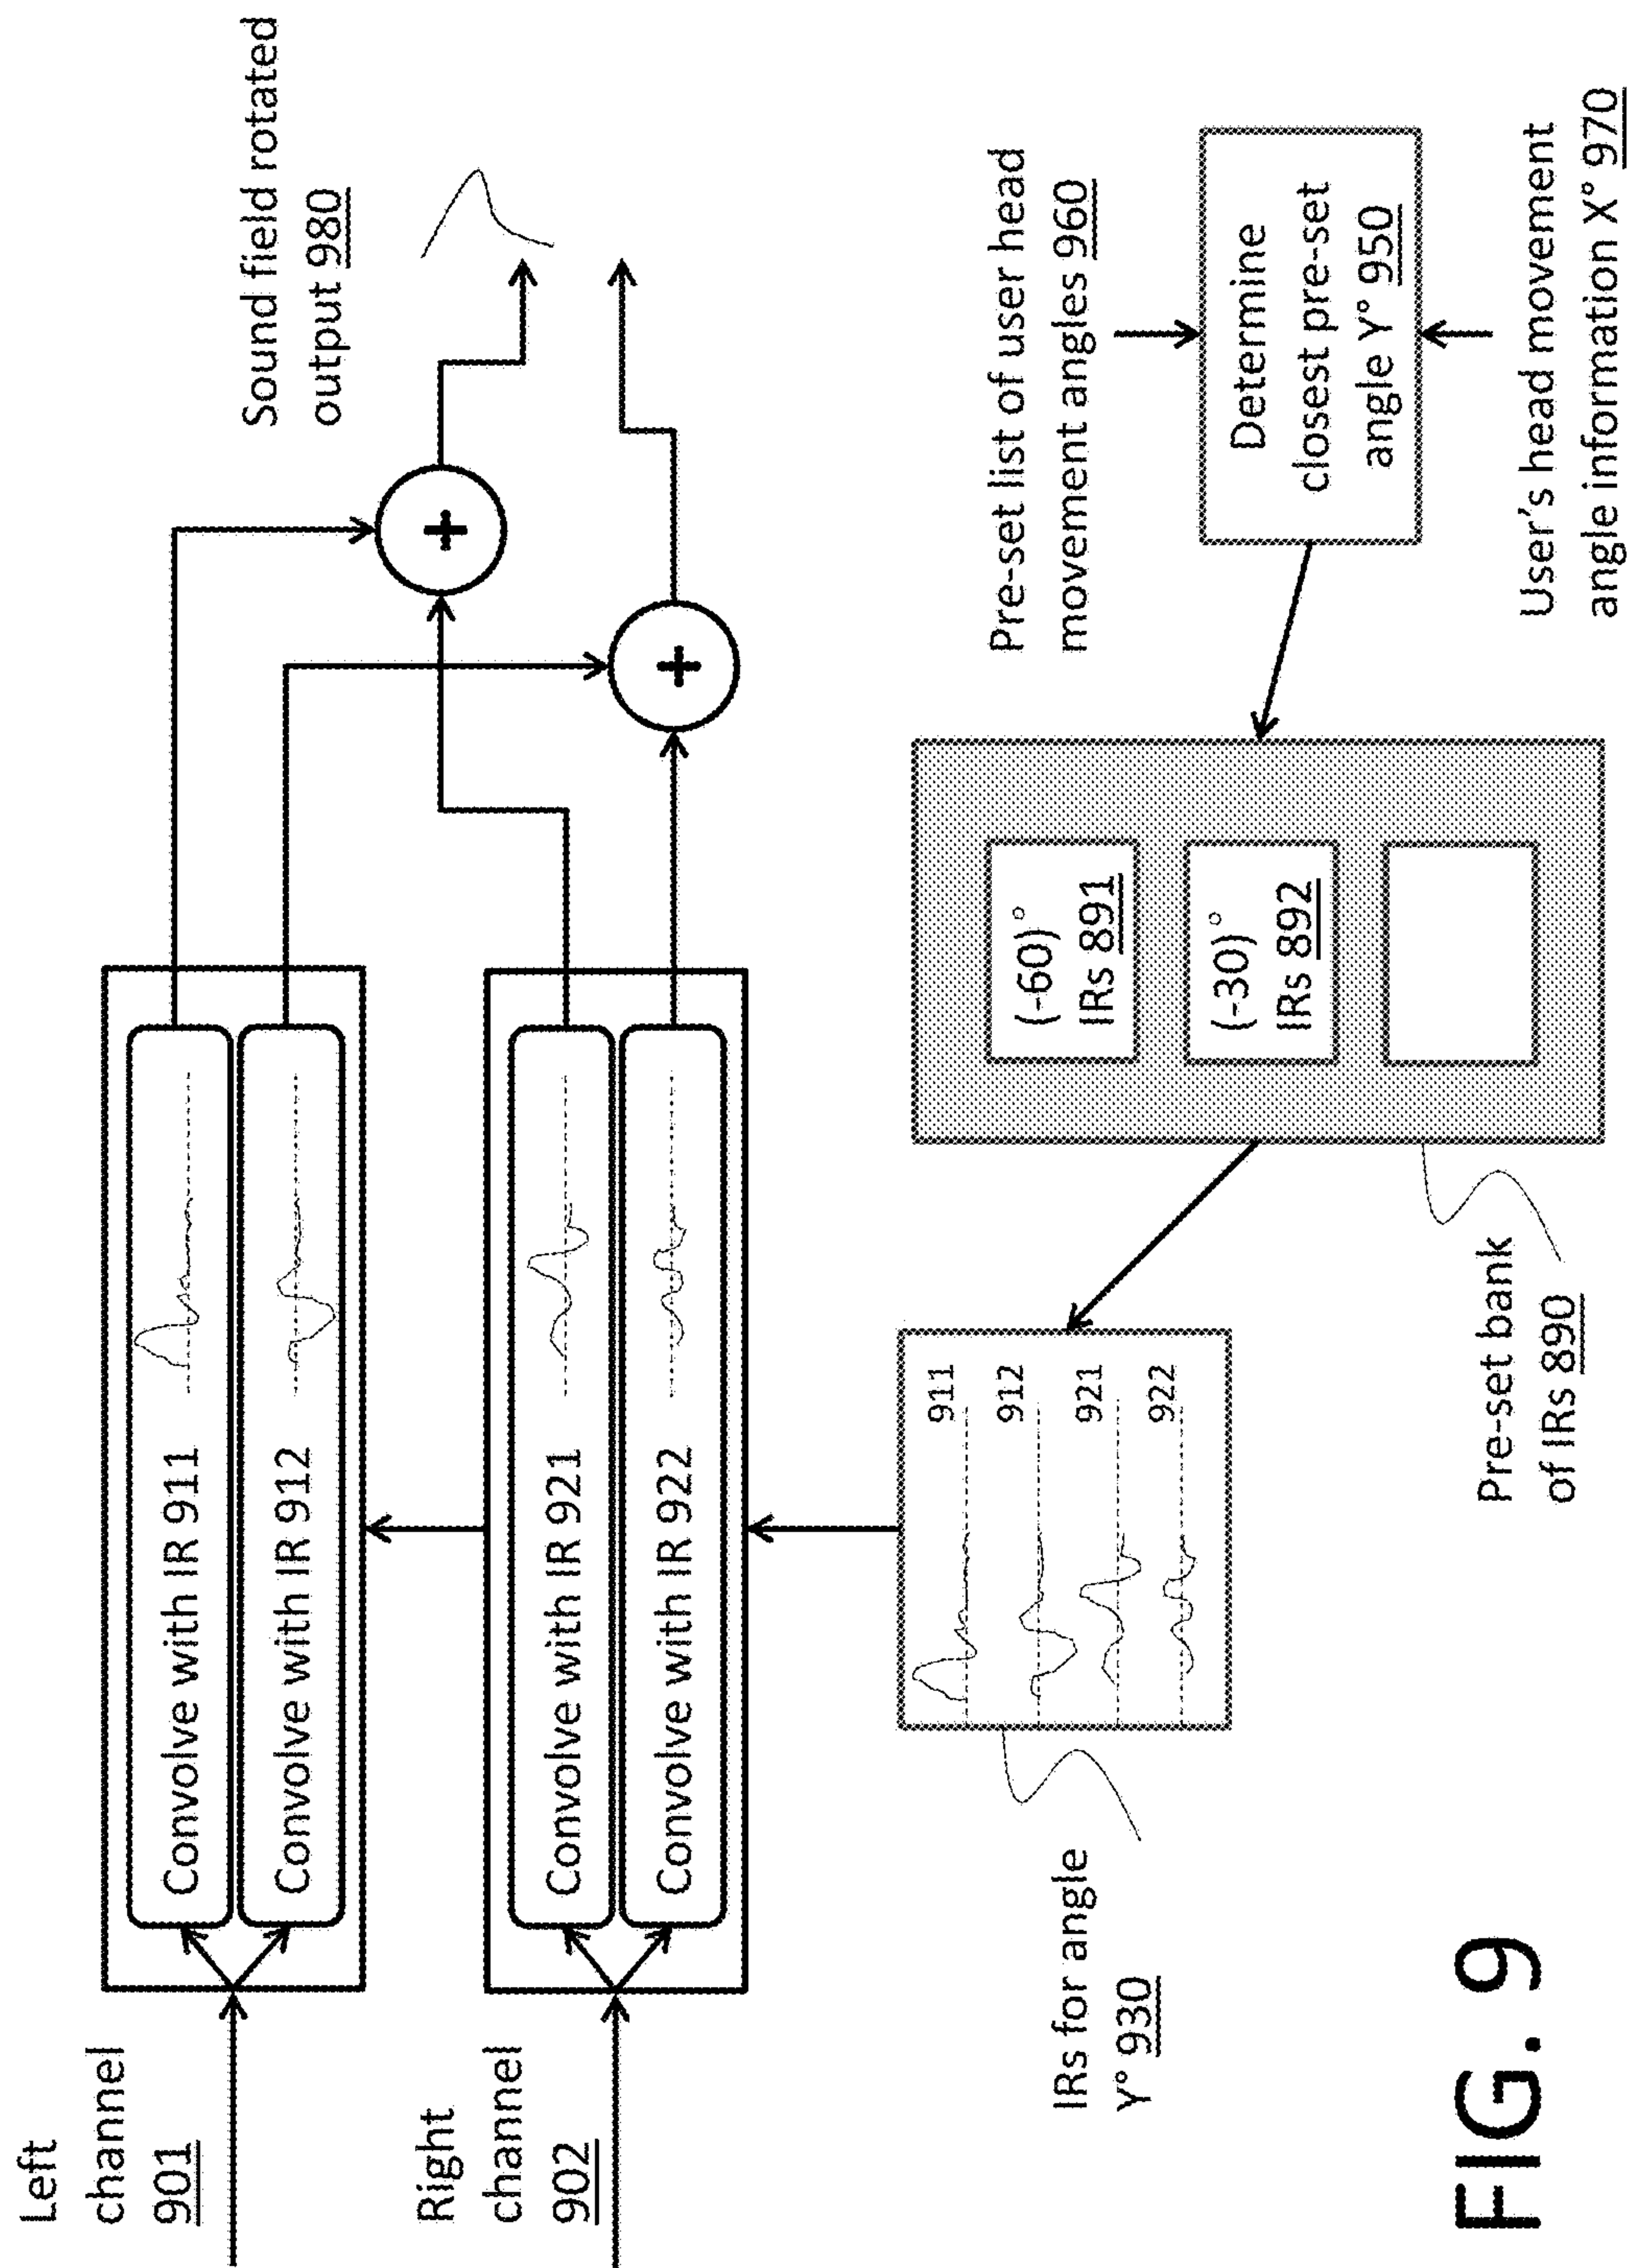 Left
channel
901
Convolve with IR 911
Convolve with IR 912
Sound field rotated
output 980
+
+
Right
channel
902
Convolve with IR 921
Convolve with IR 922
IRs for angle
Y° 930
911
912
921
922
Pre-set bank
of IRs 890
(-60)°
IRs 891
(-30)°
IRs 892
Pre-set list of user head
movement angles 960
Determine
closest pre-set
angle Y° 950
User's head movement
angle information X° 970
FIG. 9